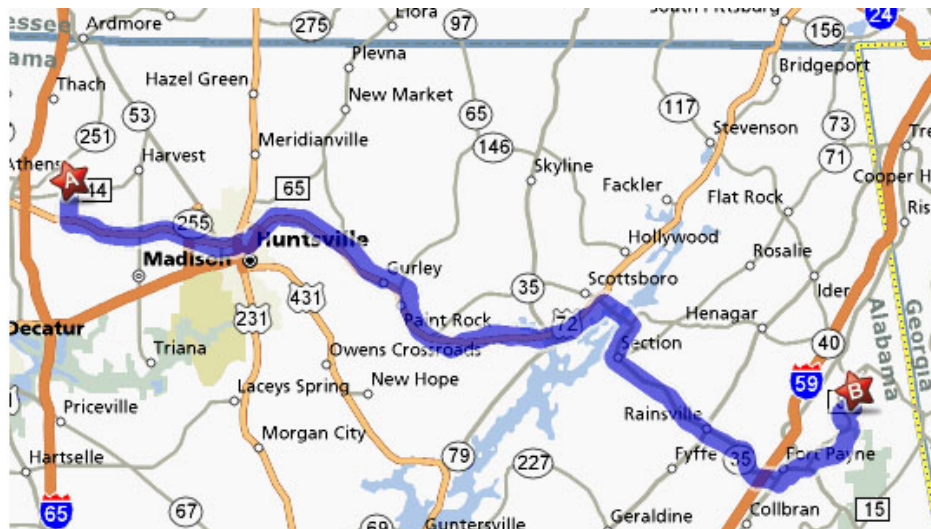 Ardmore
275
Elora
97
24
156
Plevna
Bridgeport
Thach
Hazel Green
New Market
117
53
65
73
251
Meridianville
146
Stevenson
71
Athens
Harvest
Skyline
Cooper
A
44
65
Fackler
Flat Rock
255
Huntsville
Hollywood
Rosalie
Madison
Gurley
Scottsboro
Ider
431
35
Decatur
231
Paint Rock
72
Henagar
Alabama
Georgia
40
Triana
Owens Crossroads
Section
59
Laceys Spring
New Hope
B
Priceville
Rainsville
Morgan City
Hartselle
79
227
Fyffe
35
Fort Payne
65
67
15
Guntersville
Geraldine
Collbran